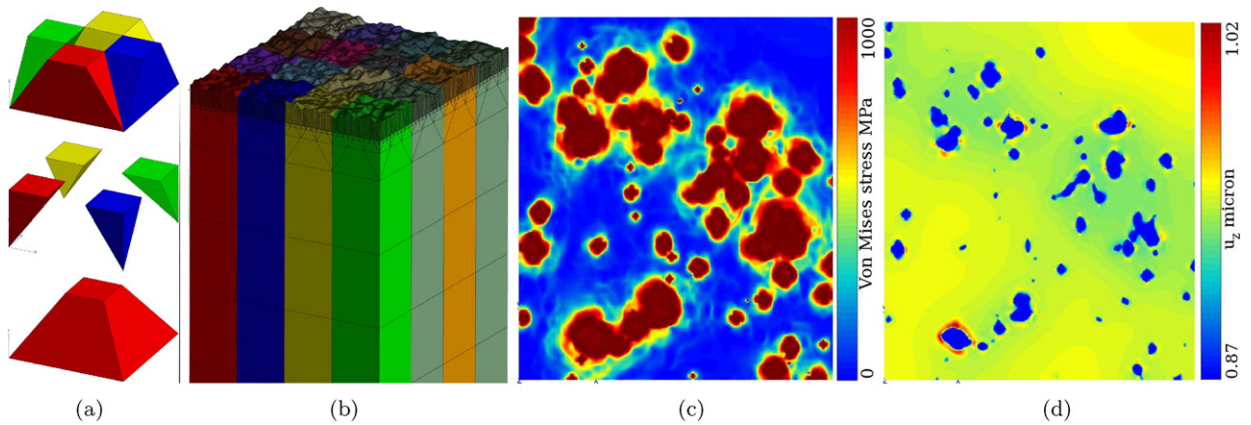 1000
Von Mises stress MPa
0
1.02
u_z micron
0.87
(a)
(b)
(c)
(d)